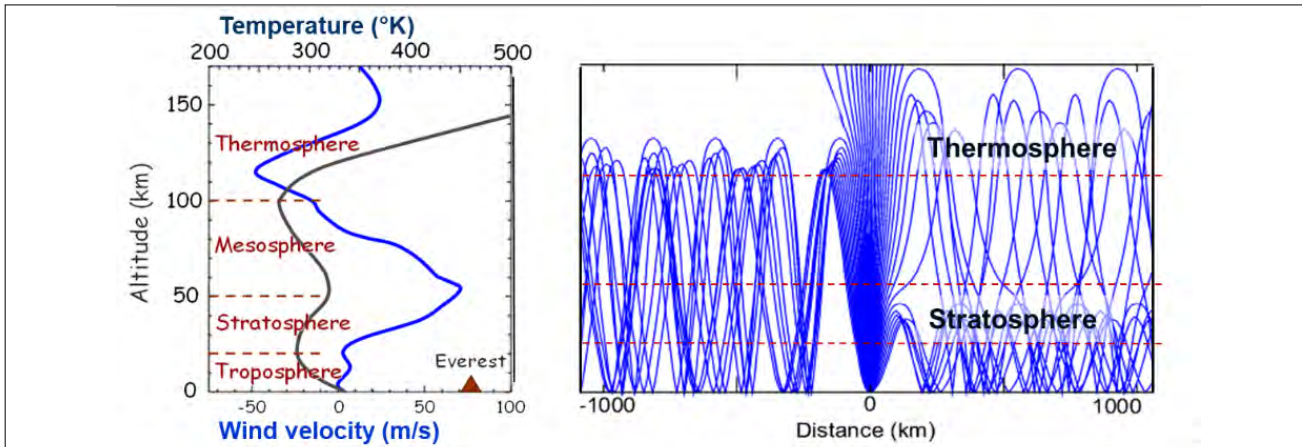 Temperature (°K)
200 300 400 500
Altitude (km)
150
100
50
0
Thermosphere
Mesosphere
Stratosphere
Troposphere
Everest
-50 0 50 100
Wind velocity (m/s)
Thermosphere
Stratosphere
-1000 0 1000
Distance (km)